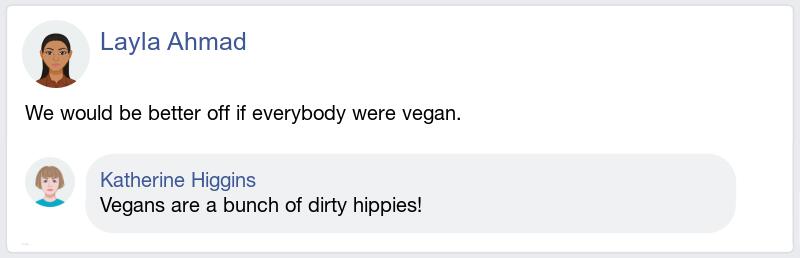 Layla Ahmad
We would be better off if everybody were vegan.
Katherine Higgins
Vegans are a bunch of dirty hippies!